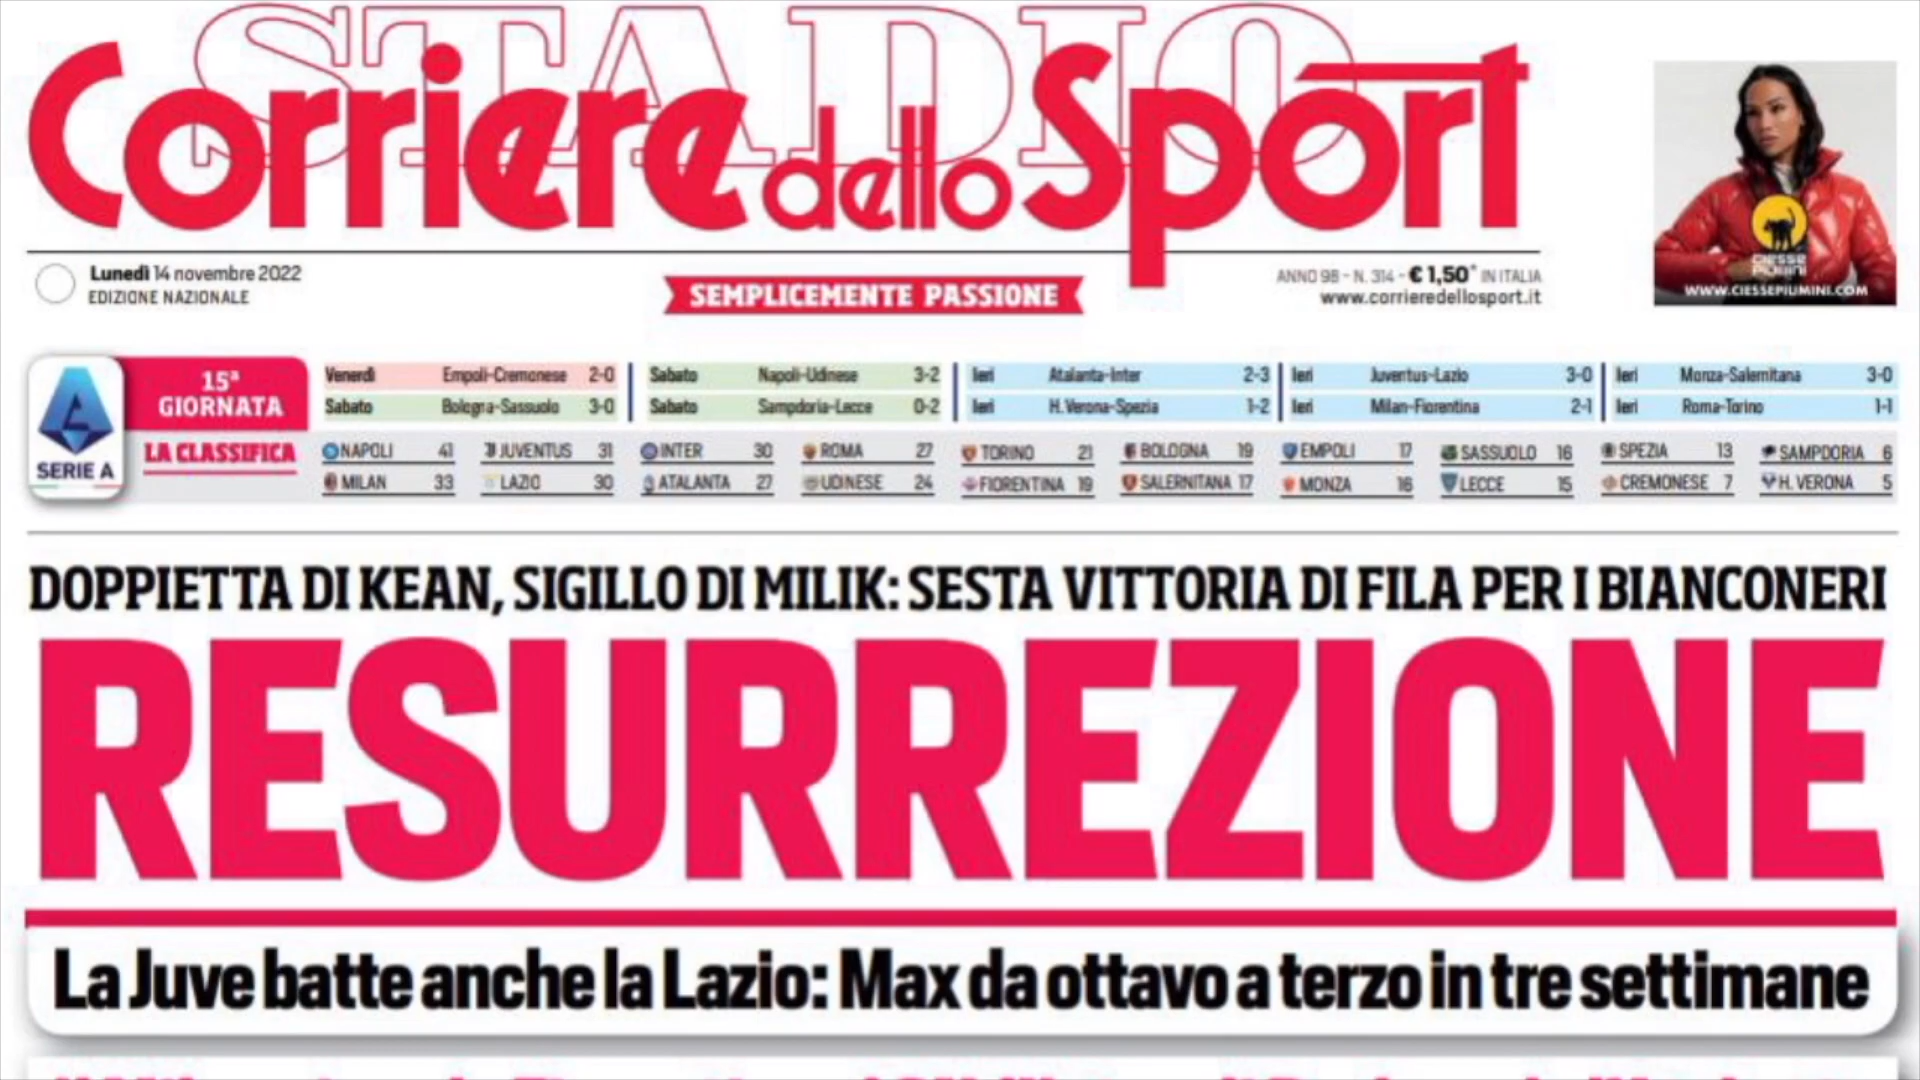 STADIO
Corriere dello Sport
Lunedì 14 novembre 2022
EDIZIONE NAZIONALE
SEMPLICEMENTE PASSIONE
ANNO 98 - N. 314 - € 1,50* IN ITALIA
www.corrieredellosport.it
CIESSE
PIUMINI
WWW.CIESSEPIUMINI.COM
SERIE A
15ª
GIORNATA
Venerdì Empoli-Cremonese 2-0 Sabato Napoli-Udinese 3-2 Ieri Atalanta-Inter 2-3 Ieri Juventus-Lazio 3-0 Ieri Monza-Salernitana 3-0
Sabato Bologna-Sassuolo 3-0 Sabato Sampdoria-Lecce 0-2 Ieri H. Verona-Spezia 1-2 Ieri Milan-Fiorentina 2-1 Ieri Roma-Torino 1-1
LA CLASSIFICA
NAPOLI 41 JUVENTUS 31 INTER 30 ROMA 27 TORINO 21 BOLOGNA 19 EMPOLI 17 SASSUOLO 16 SPEZIA 13 SAMPDORIA 6
MILAN 33 LAZIO 30 ATALANTA 27 UDINESE 24 FIORENTINA 19 SALERNITANA 17 MONZA 16 LECCE 15 CREMONESE 7 H. VERONA 5
DOPPIETTA DI KEAN, SIGILLO DI MILIK: SESTA VITTORIA DI FILA PER I BIANCONERI
RESURREZIONE
La Juve batte anche la Lazio: Max da ottavo a terzo in tre settimane